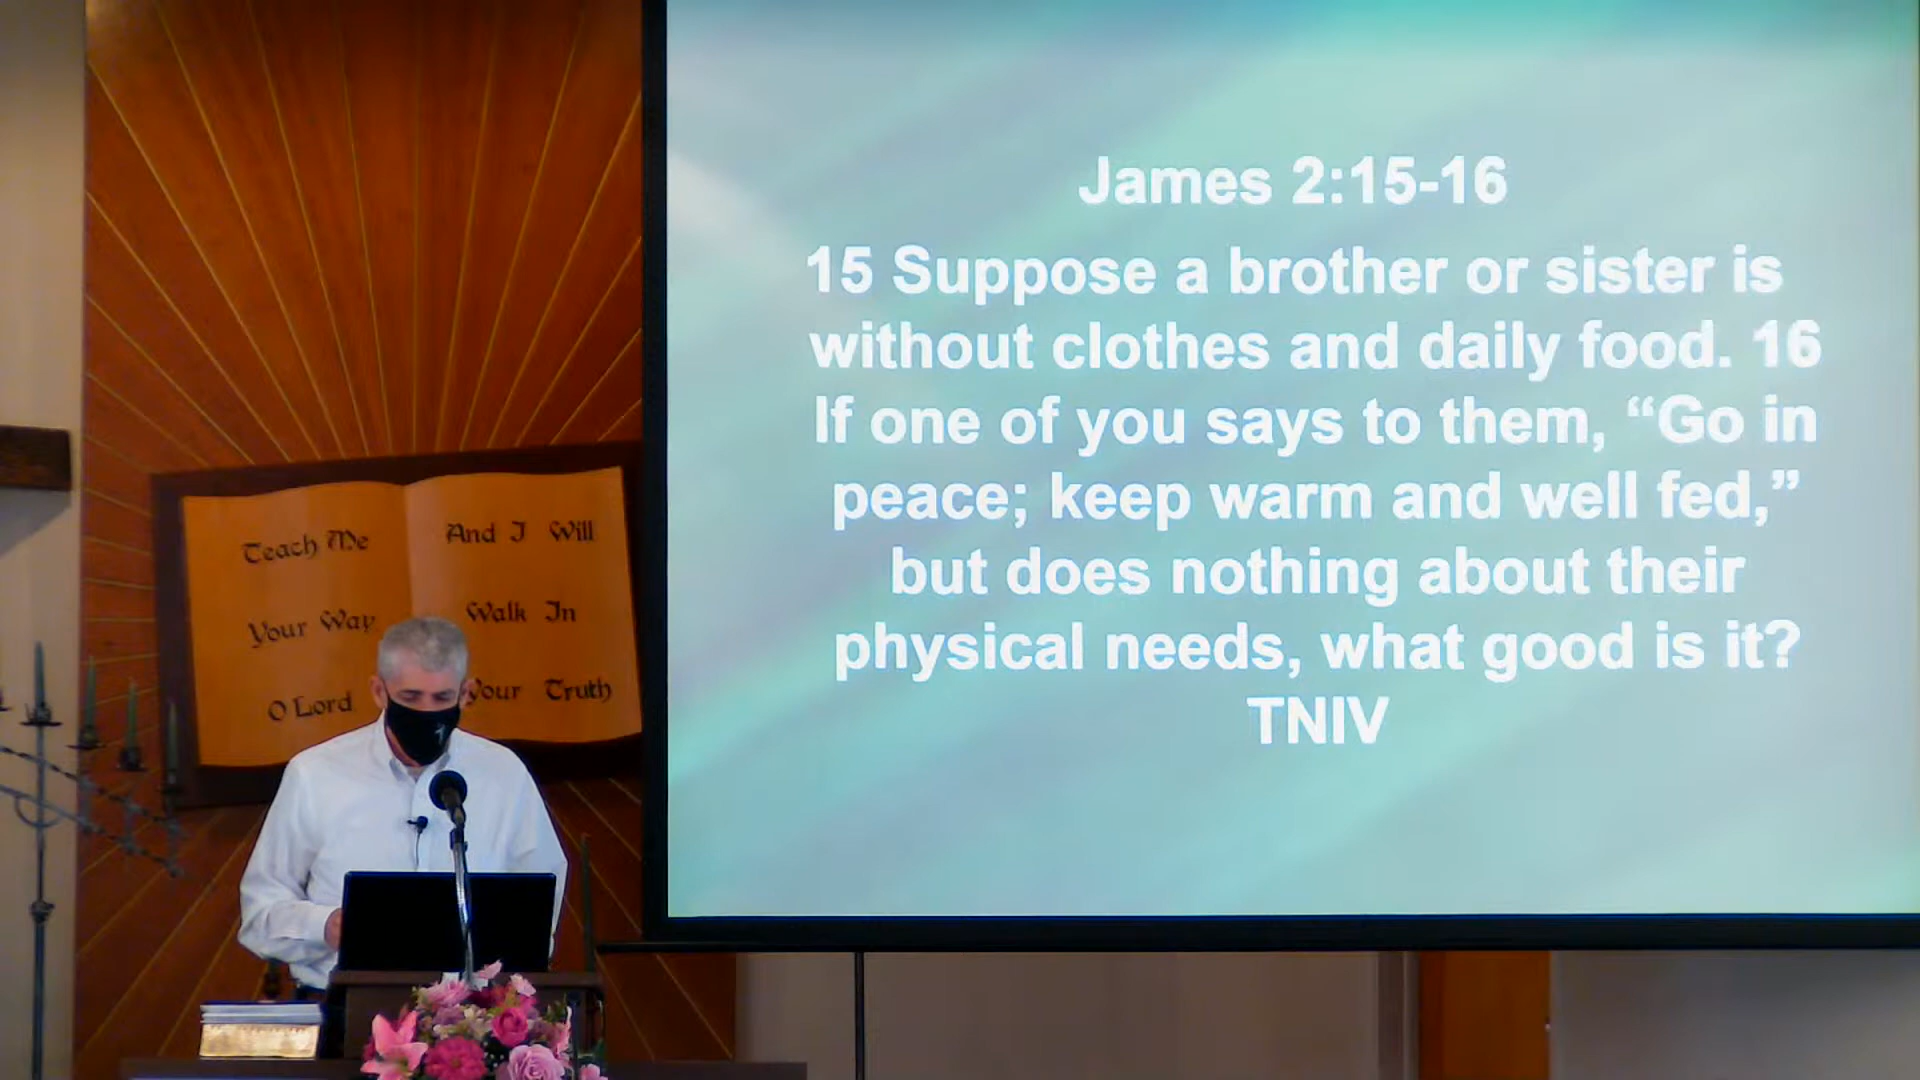 James 2:15-16
15 Suppose a brother or sister is
without clothes and daily food. 16
If one of you says to them, “Go in
peace; keep warm and well fed,”
but does nothing about their
physical needs, what good is it?
TNIV
Teach Me
Your Way
O Lord
And I Will
Walk In
Your Truth